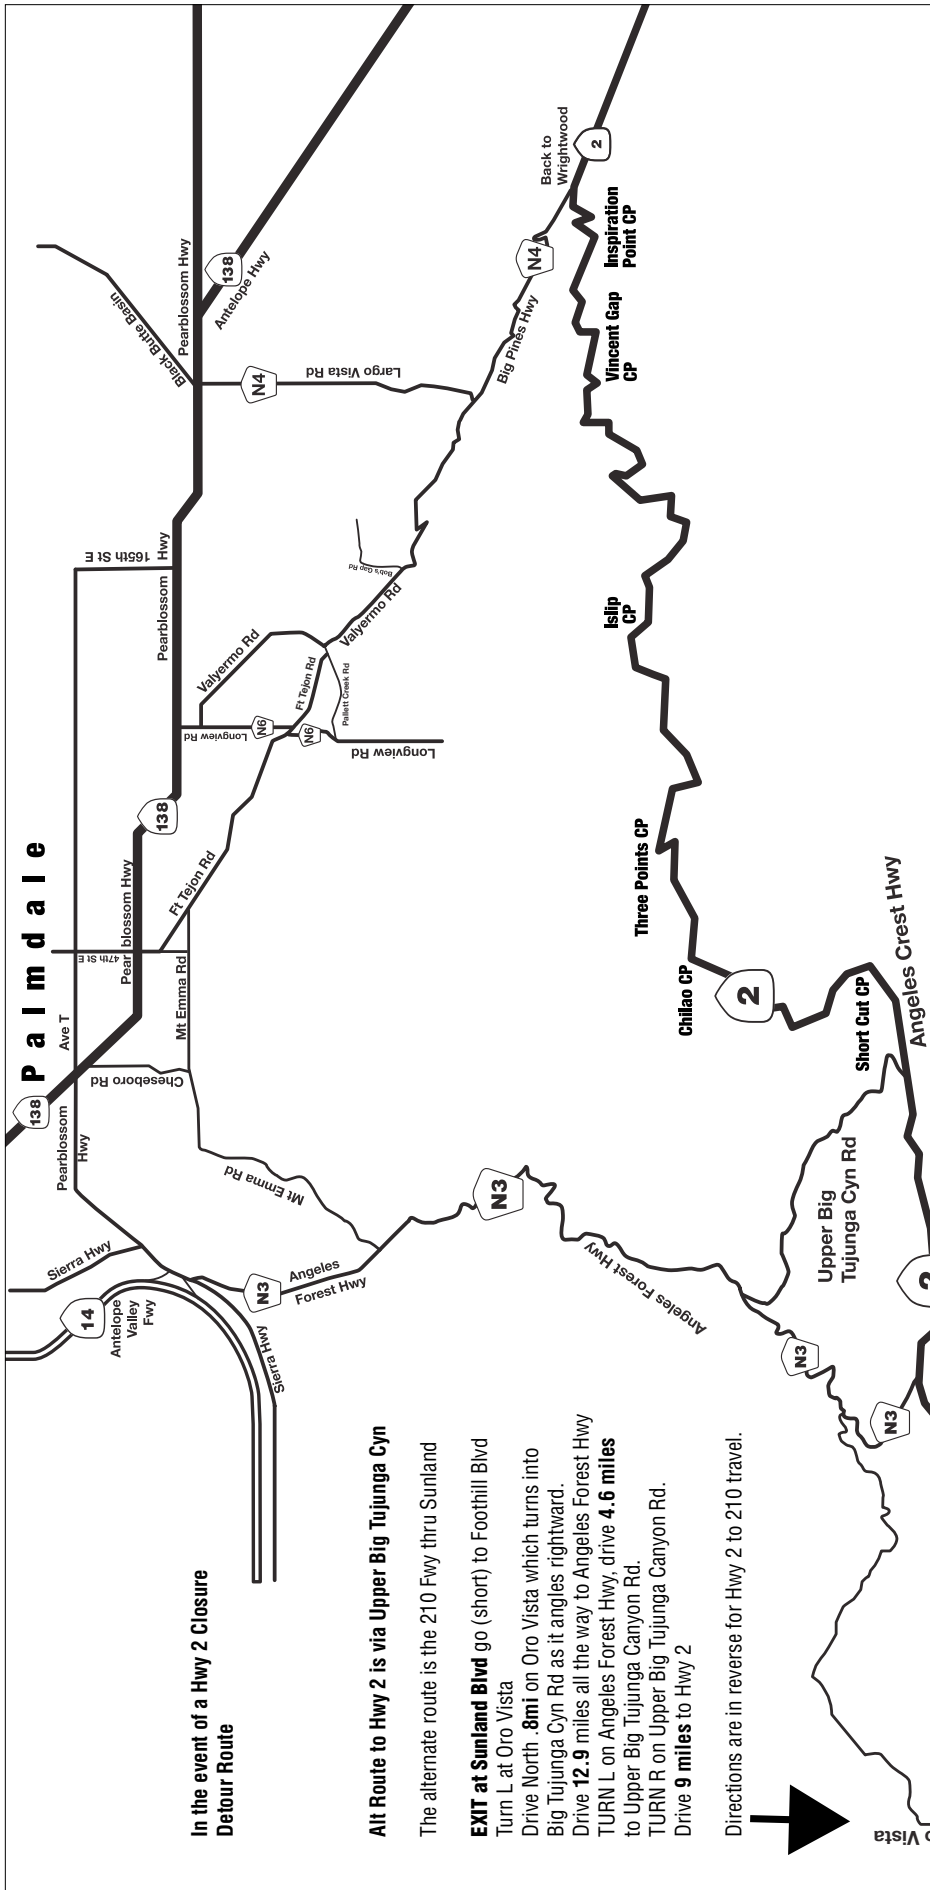 In the event of a Hwy 2 Closure
Detour Route
Alt Route to Hwy 2 is via Upper Big Tujunga Cyn
The alternate route is the 210 Fwy thru Sunland
EXIT at Sunland Blvd go (short) to Foothill Blvd
Turn L at Oro Vista
Drive North .8mi on Oro Vista which turns into
Big Tujunga Cyn Rd as it angles rightward.
Drive 12.9 miles all the way to Angeles Forest Hwy
TURN L on Angeles Forest Hwy, drive 4.6 miles
to Upper Big Tujunga Canyon Rd.
TURN R on Upper Big Tujunga Canyon Rd.
Drive 9 miles to Hwy 2
Directions are in reverse for Hwy 2 to 210 travel.
Vista
14
Antelope
Valley
Fwy
Sierra Hwy
Sierra Hwy
N3
Angeles
Forest Hwy
Pearblossom
Hwy
138
Palmdale
Ave T
Cheseboro Rd
Mt Emma Rd
Mt Emma Rd
47th St E
Pearblossom Hwy
138
Ft Tejon Rd
Pearblossom
Hwy
165th St E
Longview Rd
N6
N6
Longview Rd
Valyermo Rd
Ft Tejon Rd
Pallett Creek Rd
Valyermo Rd
Bob's Gap Rd
Black Butte Basin
Pearblossom Hwy
138
Antelope Hwy
N4
Largo Vista Rd
Big Pines Hwy
N4
Back to
Wrightwood
2
Inspiration
Point CP
Vincent Gap
CP
Islip
CP
Three Points CP
Chilao CP
2
Short Cut CP
Angeles Crest Hwy
Upper Big
Tujunga Cyn Rd
N3
Angeles Forest Hwy
N3
N3
2